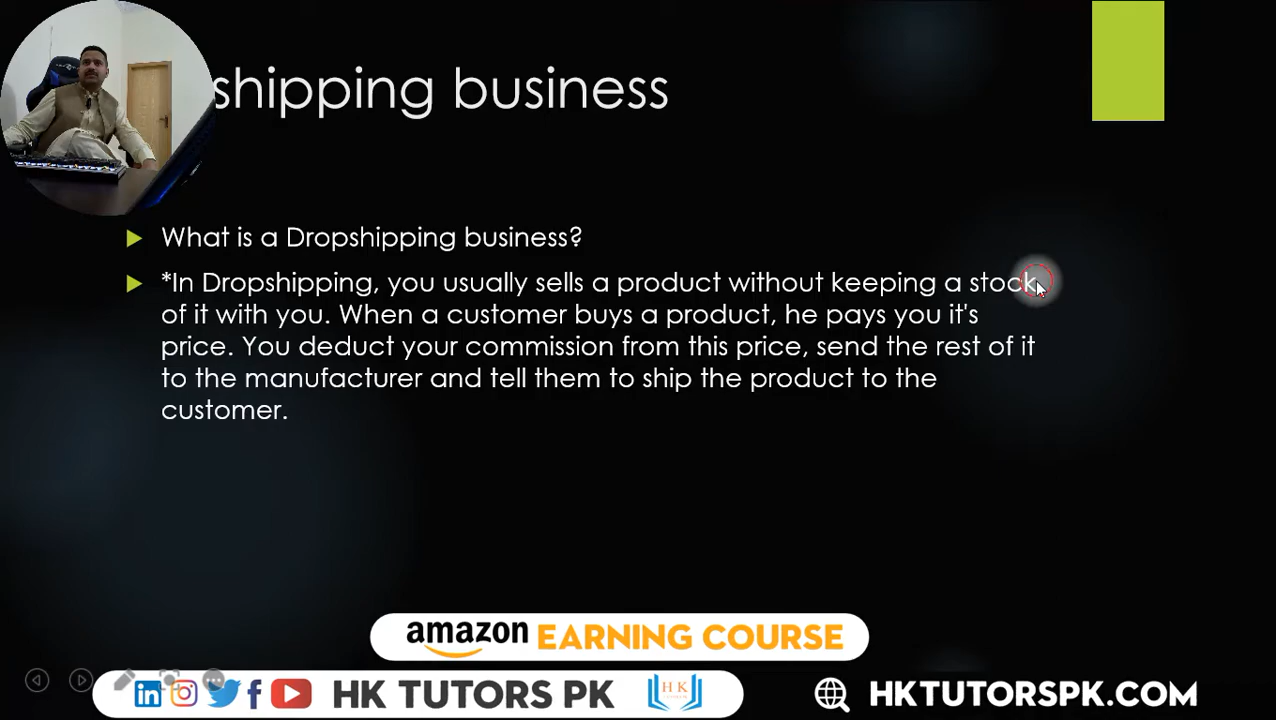 shipping business
What is a Dropshipping business?
*In Dropshipping, you usually sells a product without keeping a stock
of it with you. When a customer buys a product, he pays you it's
price. You deduct your commission from this price, send the rest of it
to the manufacturer and tell them to ship the product to the
customer.
amazon EARNING COURSE
in HK TUTORS PK HK HKTUTORSPK.COM